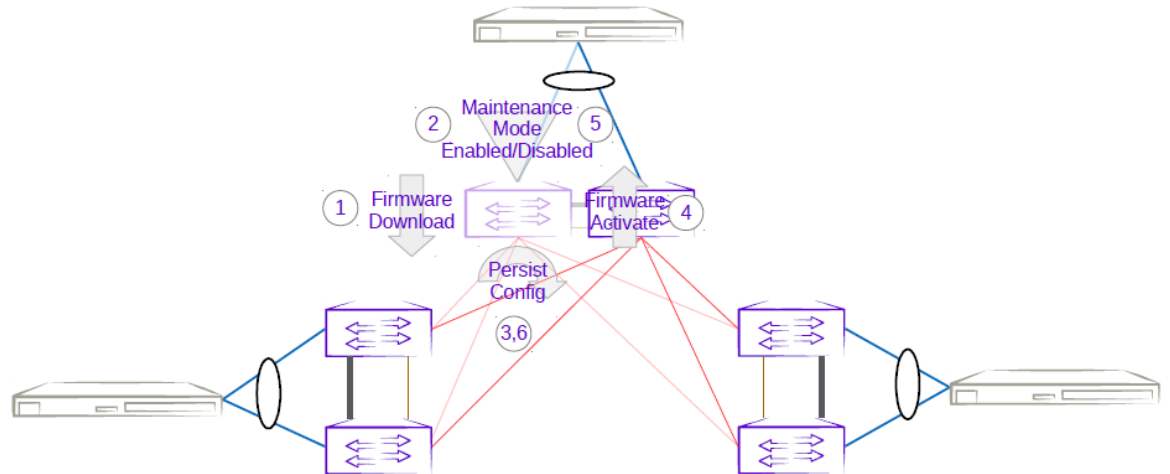 2
Maintenance
Mode
Enabled/Disabled
5
1
Firmware
Download
Firmware
Activate
4
Persist
Config
3,6